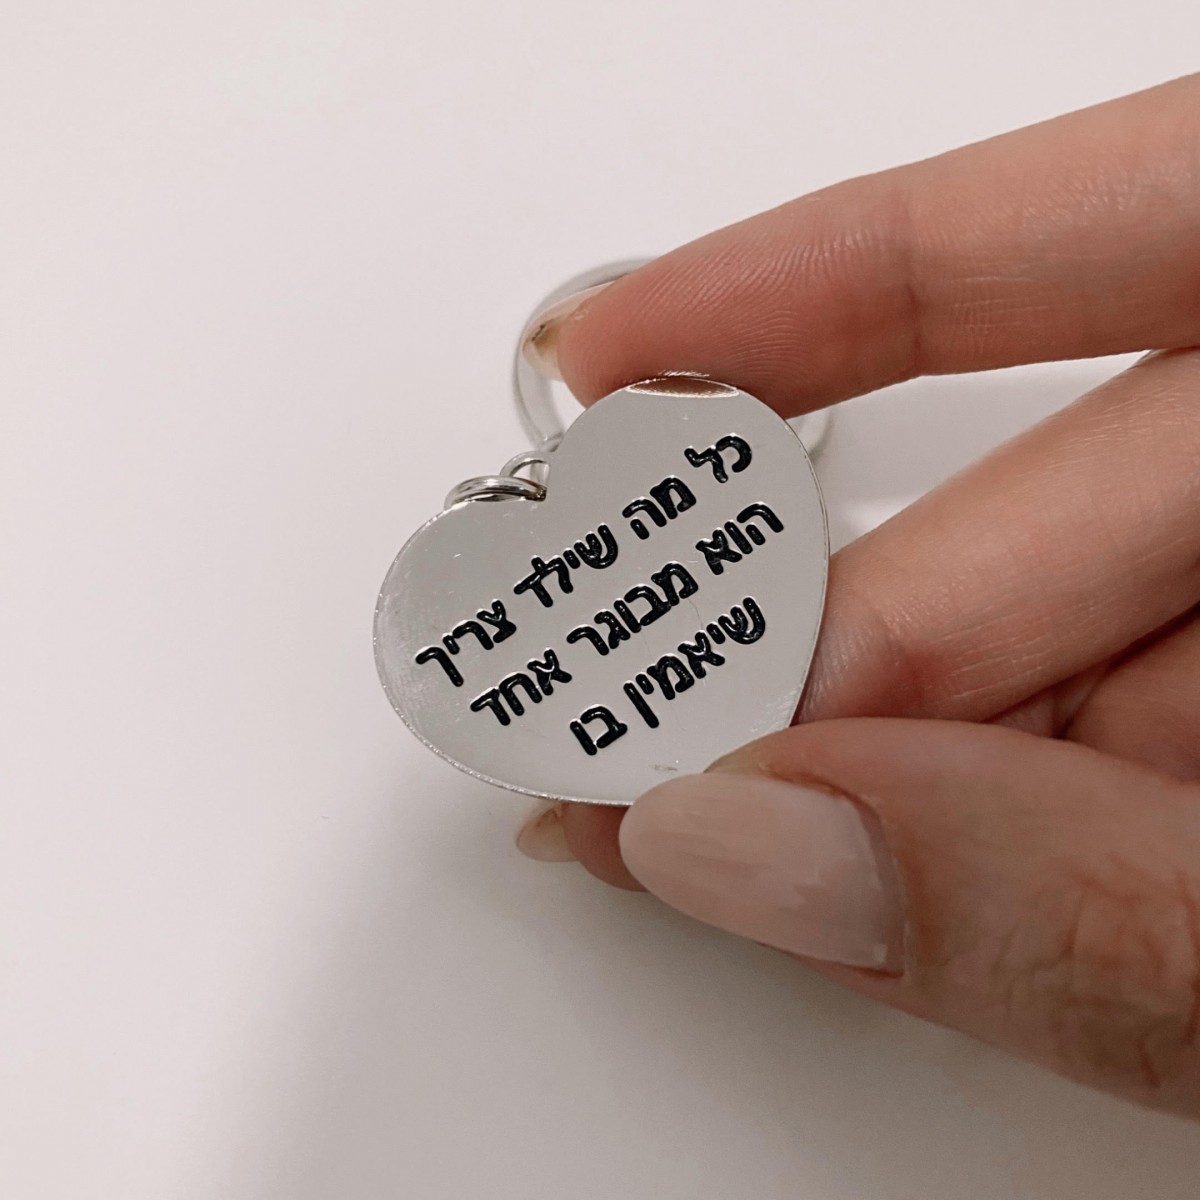 כל מה שילד צריך
הוא מבוגר אחד
שיאמין בו